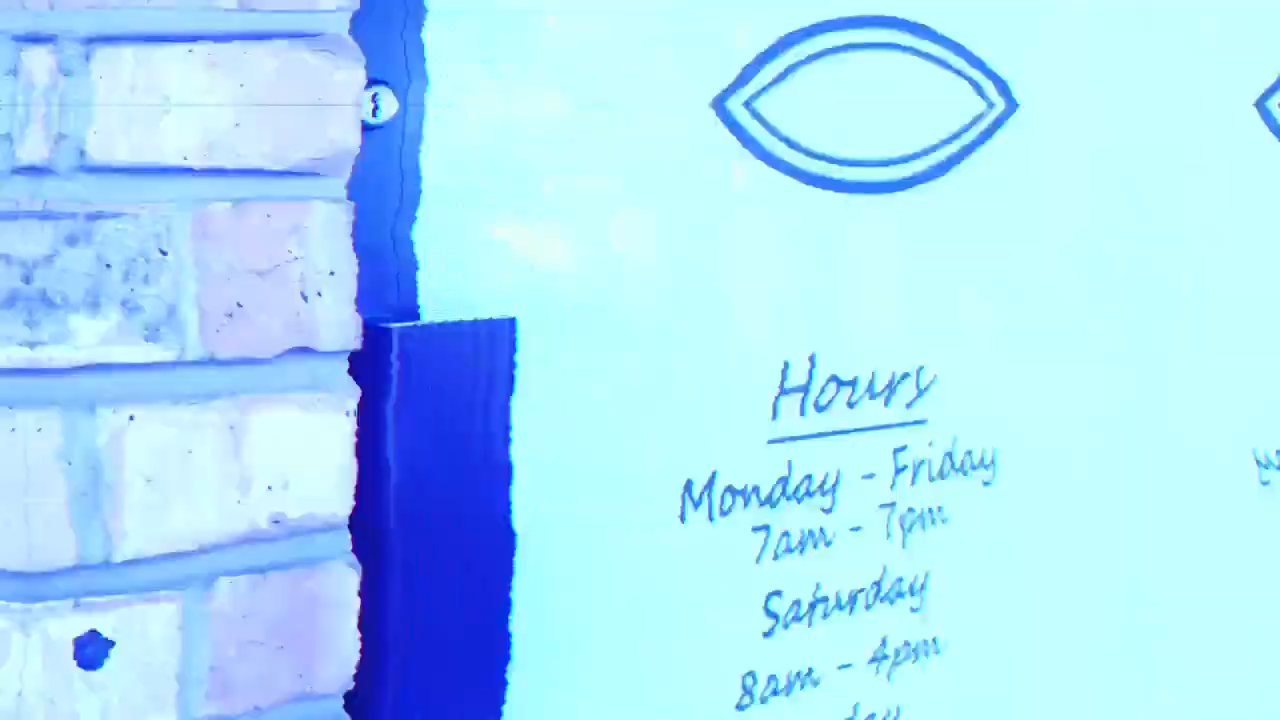 Hours
Monday - Friday
7am - 7pm
Saturday
8am - 4pm